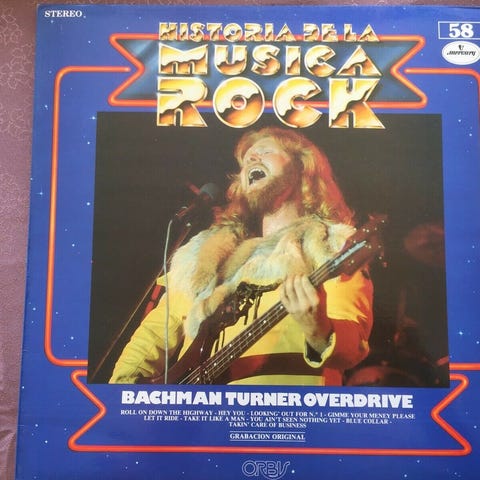 STEREO
HISTORIA DE LA
MUSICA
ROCK
58
mercury
BACHMAN TURNER OVERDRIVE
ROLL ON DOWN THE HIGHWAY - HEY YOU - LOOKING' OUT FOR N.º 1 - GIMME YOUR MENEY PLEASE
LET IT RIDE - TAKE IT LIKE A MAN - YOU AIN'T SEEN NOTHING YET - BLUE COLLAR -
TAKIN' CARE OF BUSINESS
GRABACION ORIGINAL
ORBIS